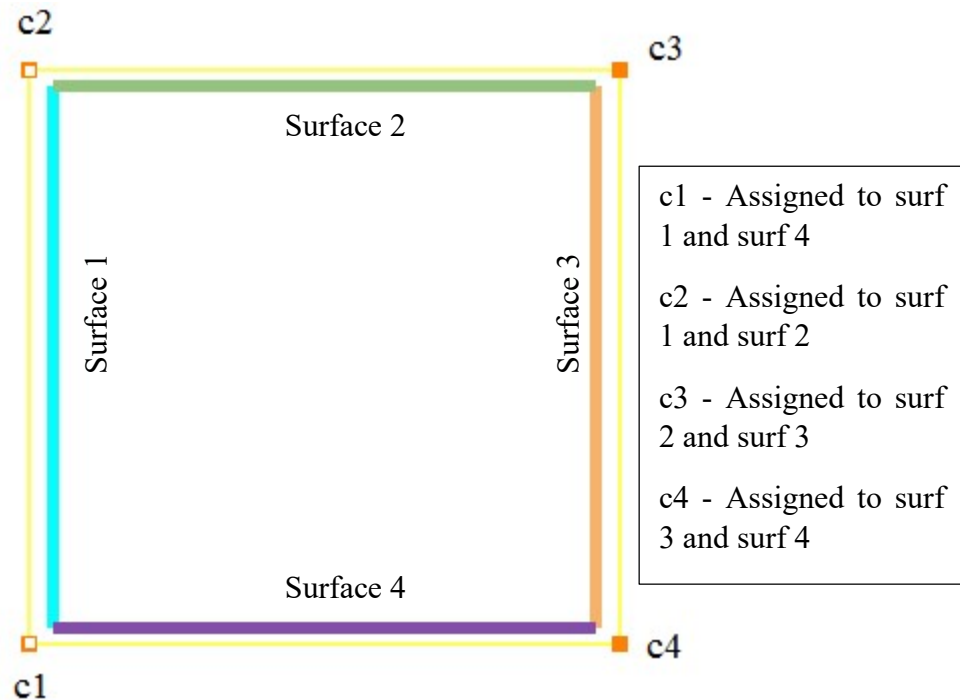 c2
c3
Surface 2
Surface 1
Surface 3
c1 - Assigned to surf
1 and surf 4
c2 - Assigned to surf
1 and surf 2
c3 - Assigned to surf
2 and surf 3
c4 - Assigned to surf
3 and surf 4
Surface 4
c4
c1